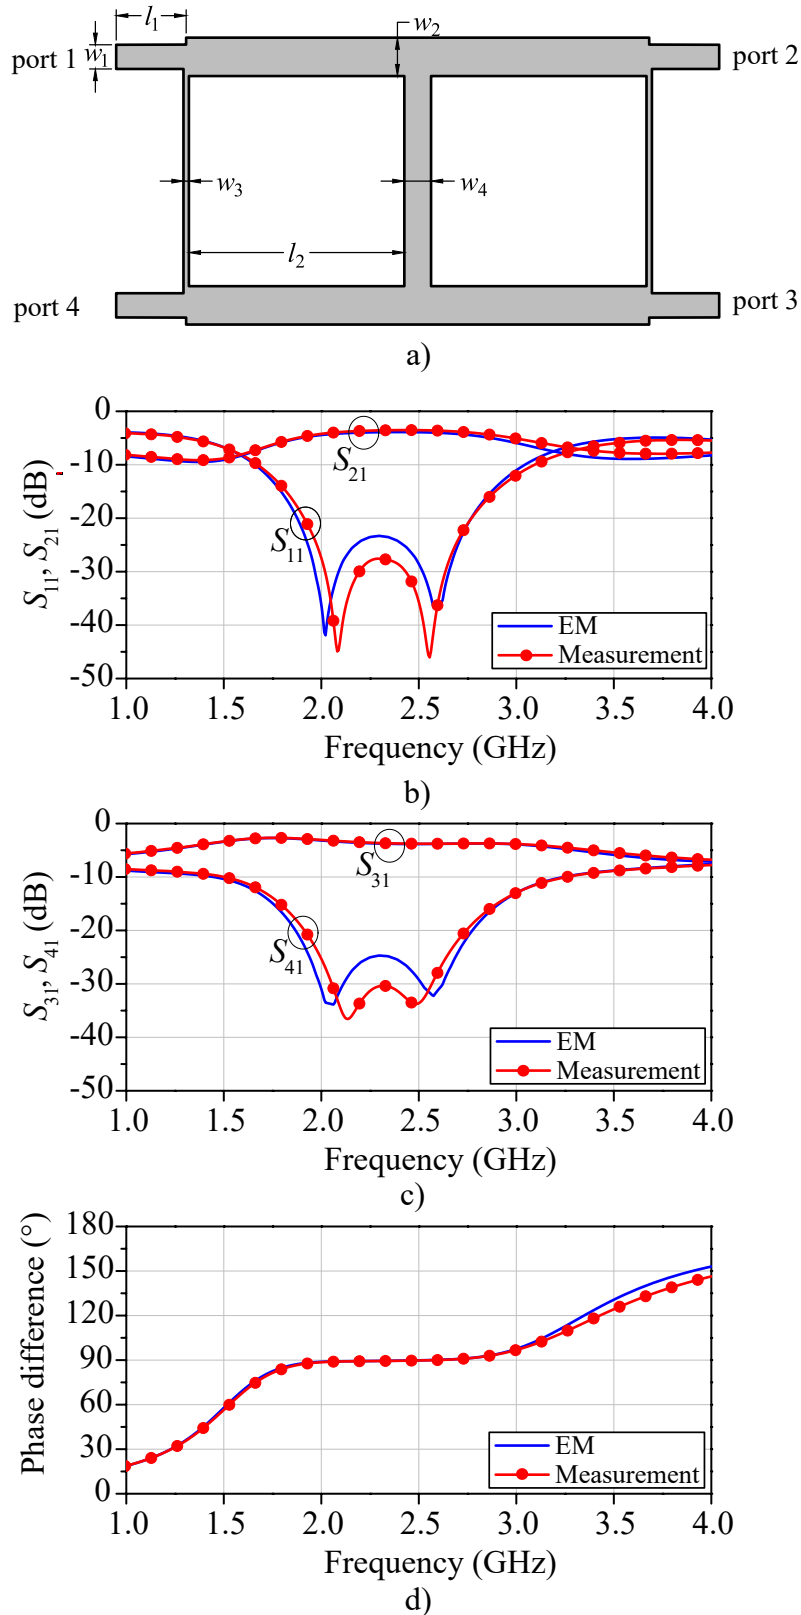 l1
w1
w2
port 1
port 2
w3
w4
l2
port 4
port 3
a)
0
-10
-20
-30
-40
-50
S11, S21 (dB)
S21
S11
EM
Measurement
1.0 1.5 2.0 2.5 3.0 3.5 4.0
Frequency (GHz)
b)
0
-10
-20
-30
-40
-50
S31, S41 (dB)
S31
S41
EM
Measurement
1.0 1.5 2.0 2.5 3.0 3.5 4.0
Frequency (GHz)
c)
180
150
120
90
60
30
0
Phase difference (°)
EM
Measurement
1.0 1.5 2.0 2.5 3.0 3.5 4.0
Frequency (GHz)
d)